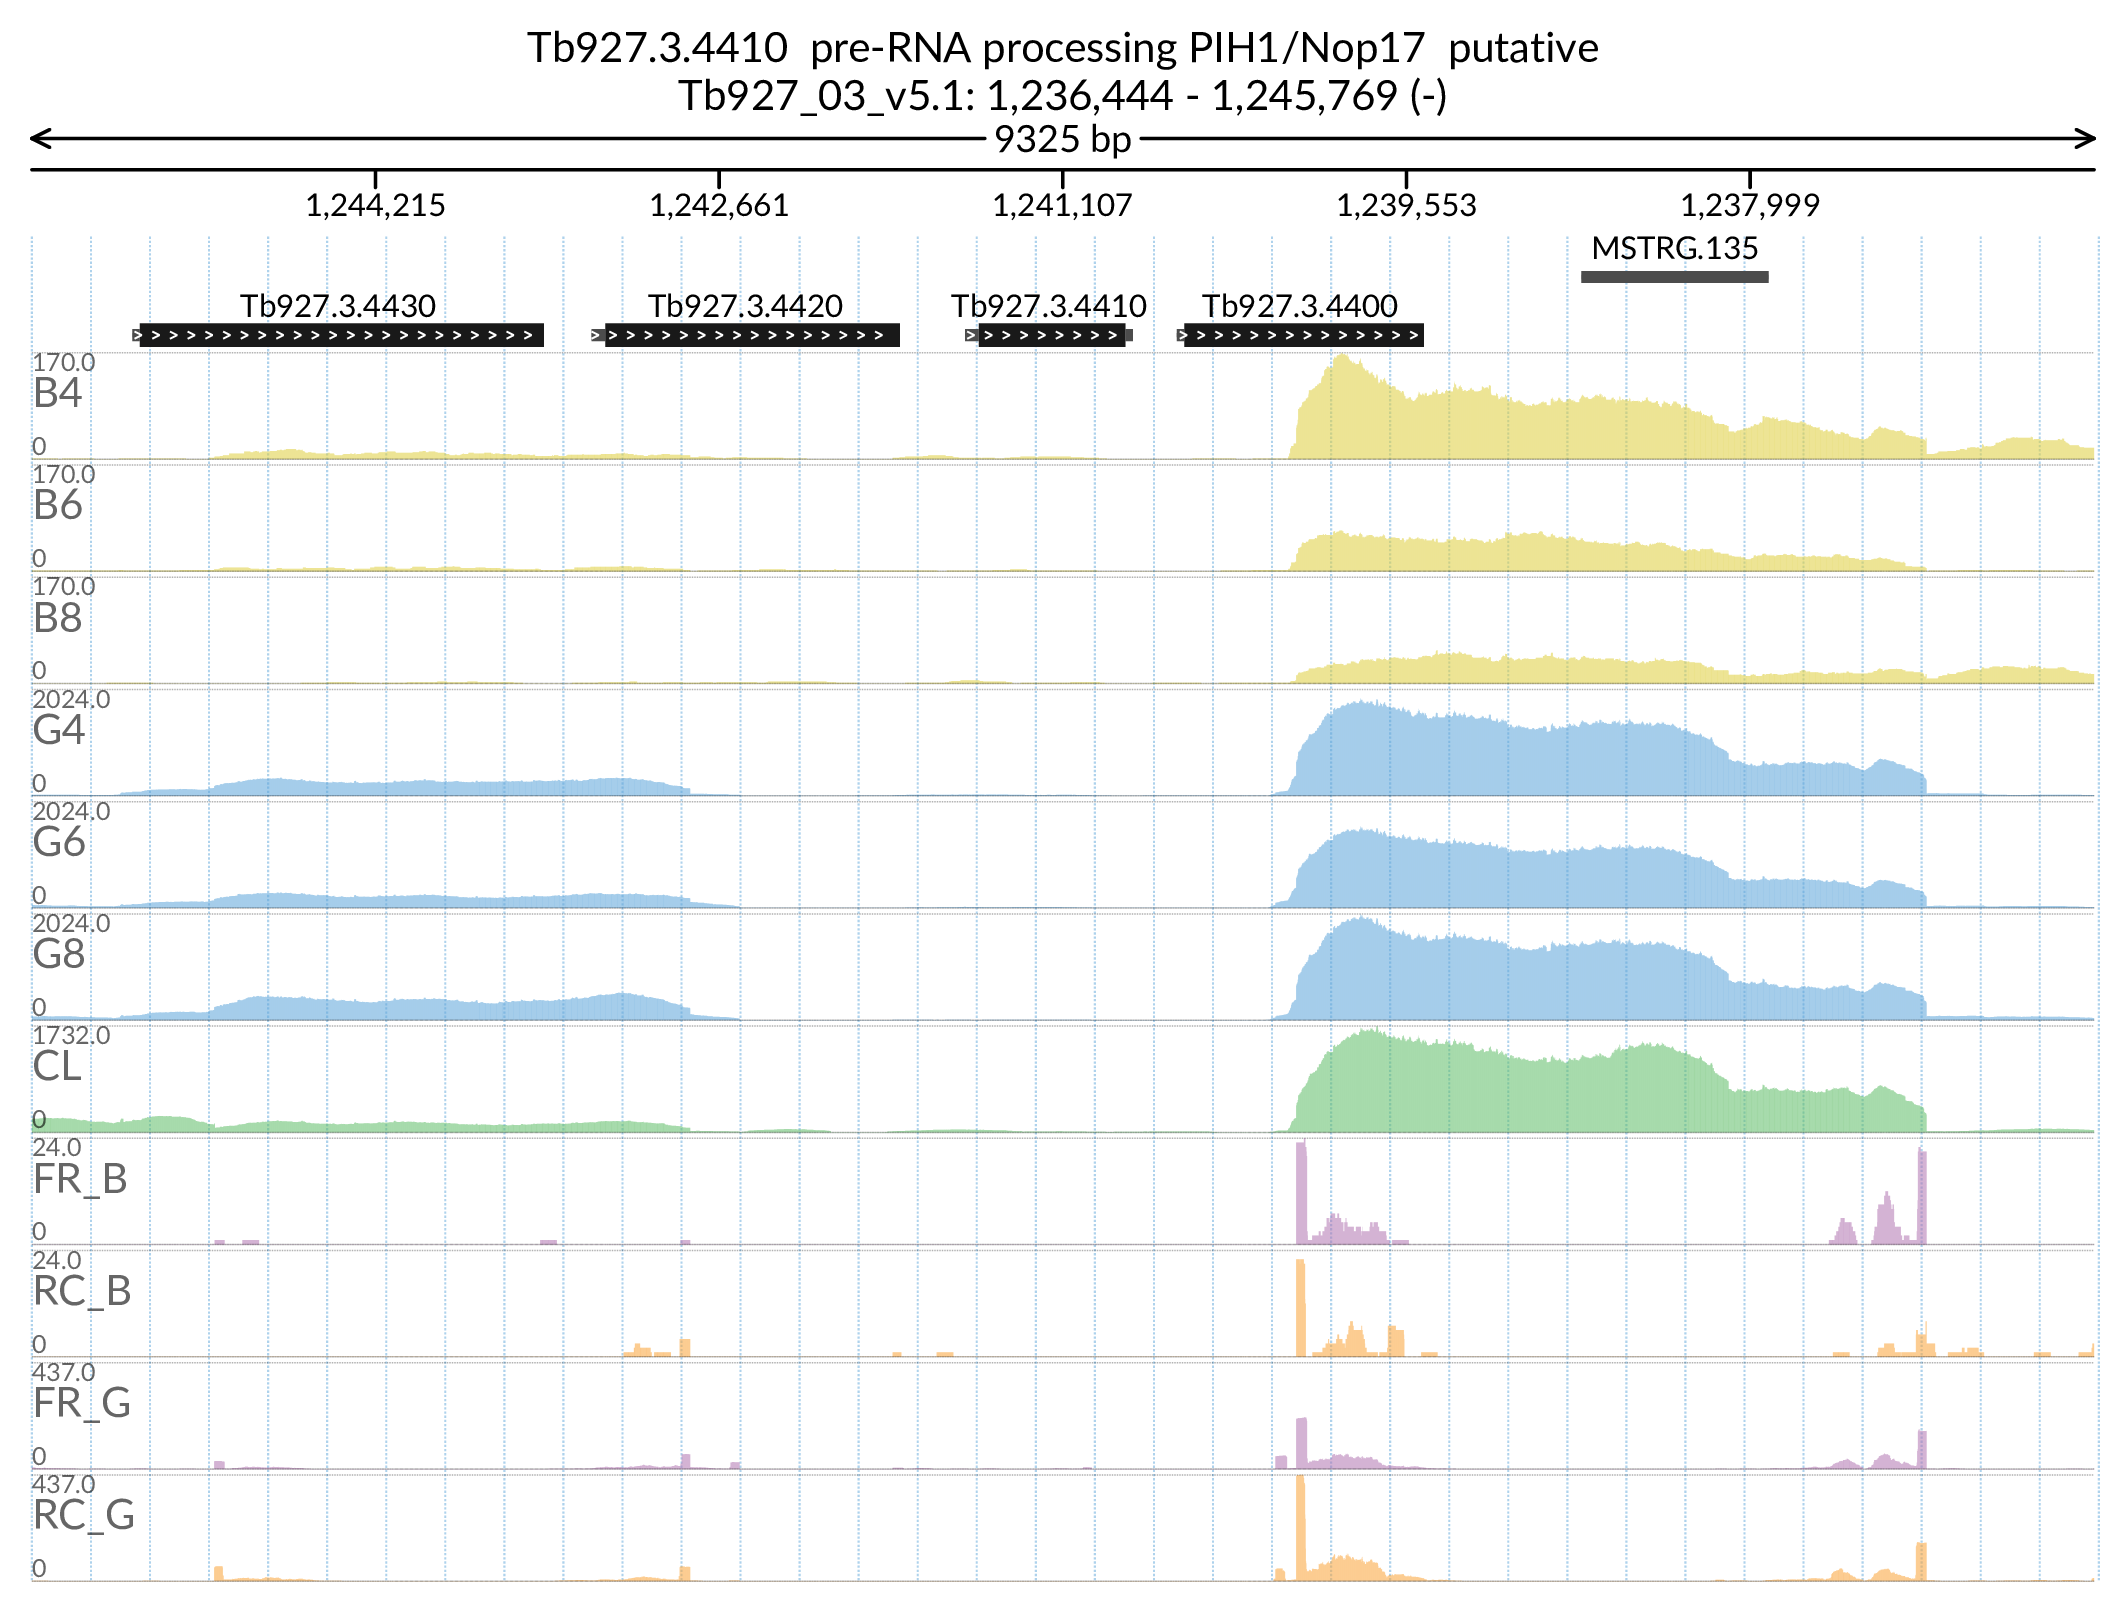 Tb927.3.4410 pre-RNA processing PIH1/Nop17 putative
Tb927_03_v5.1: 1,236,444 - 1,245,769 (-)
9325 bp
1,244,215 1,242,661 1,241,107 1,239,553 1,237,999
MSTRG.135
Tb927.3.4430 Tb927.3.4420 Tb927.3.4410 Tb927.3.4400
170.0
B4
0
170.0
B6
0
170.0
B8
0
2024.0
G4
0
2024.0
G6
0
2024.0
G8
0
1732.0
CL
0
24.0
FR_B
0
24.0
RC_B
0
437.0
FR_G
0
437.0
RC_G
0